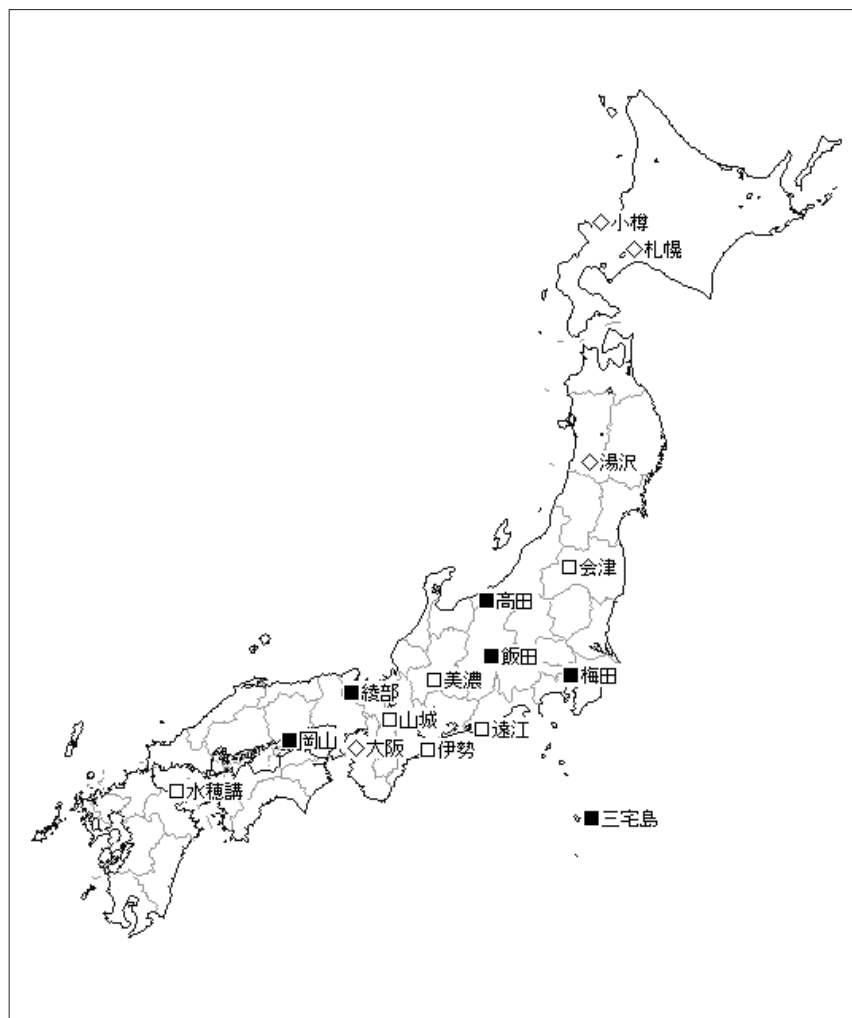 小樽
札幌
湯沢
会津
高田
飯田
梅田
美濃
綾部
山城
遠江
岡山
大阪
伊勢
水穂講
三宅島